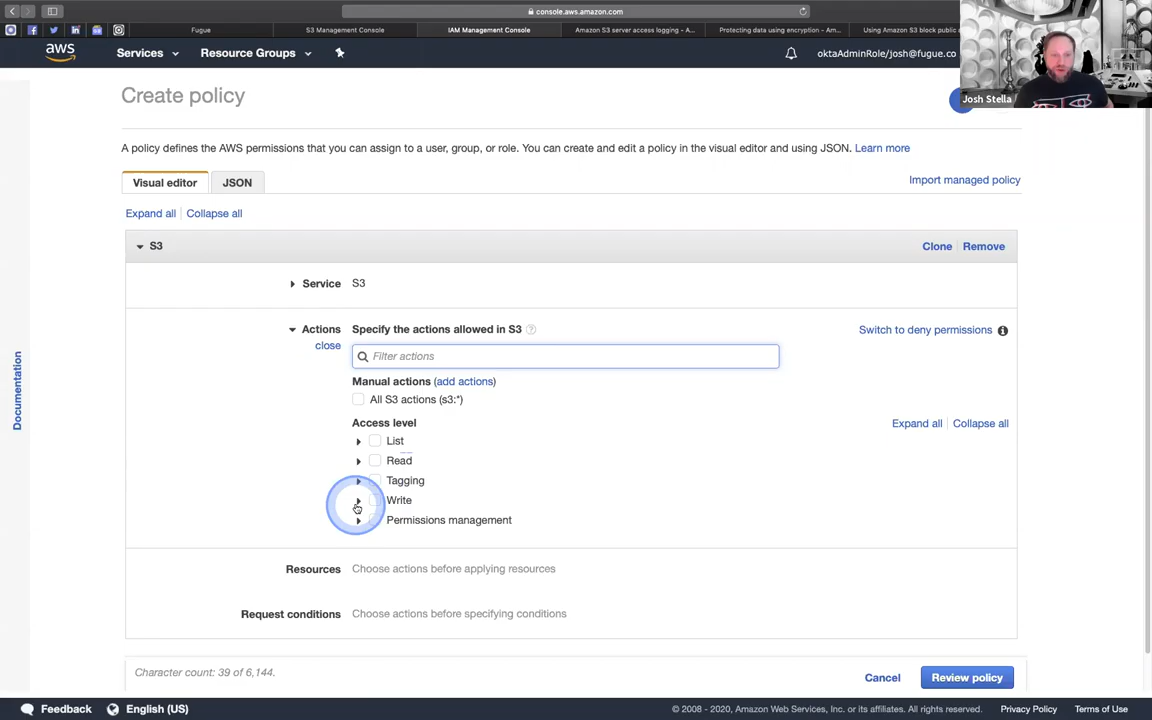 console.aws.amazon.com
Fugue
S3 Management Console
IAM Management Console
Amazon S3 server access logging - A...
Protecting data using encryption - Am...
Using Amazon S3 block public
aws
Services
Resource Groups
oktaAdminRole/josh@fugue.co
Josh Stella
Create policy
A policy defines the AWS permissions that you can assign to a user, group, or role. You can create and edit a policy in the visual editor and using JSON. Learn more
Visual editor
JSON
Import managed policy
Expand all
Collapse all
S3
Clone
Remove
Service
S3
Actions
Specify the actions allowed in S3
Switch to deny permissions
close
Filter actions
Manual actions (add actions)
All S3 actions (s3:*)
Access level
Expand all
Collapse all
List
Read
Tagging
Write
Permissions management
Resources
Choose actions before applying resources
Request conditions
Choose actions before specifying conditions
Documentation
Character count: 39 of 6,144.
Cancel
Review policy
Feedback
English (US)
© 2008 - 2020, Amazon Web Services, Inc. or its affiliates. All rights reserved.
Privacy Policy
Terms of Use